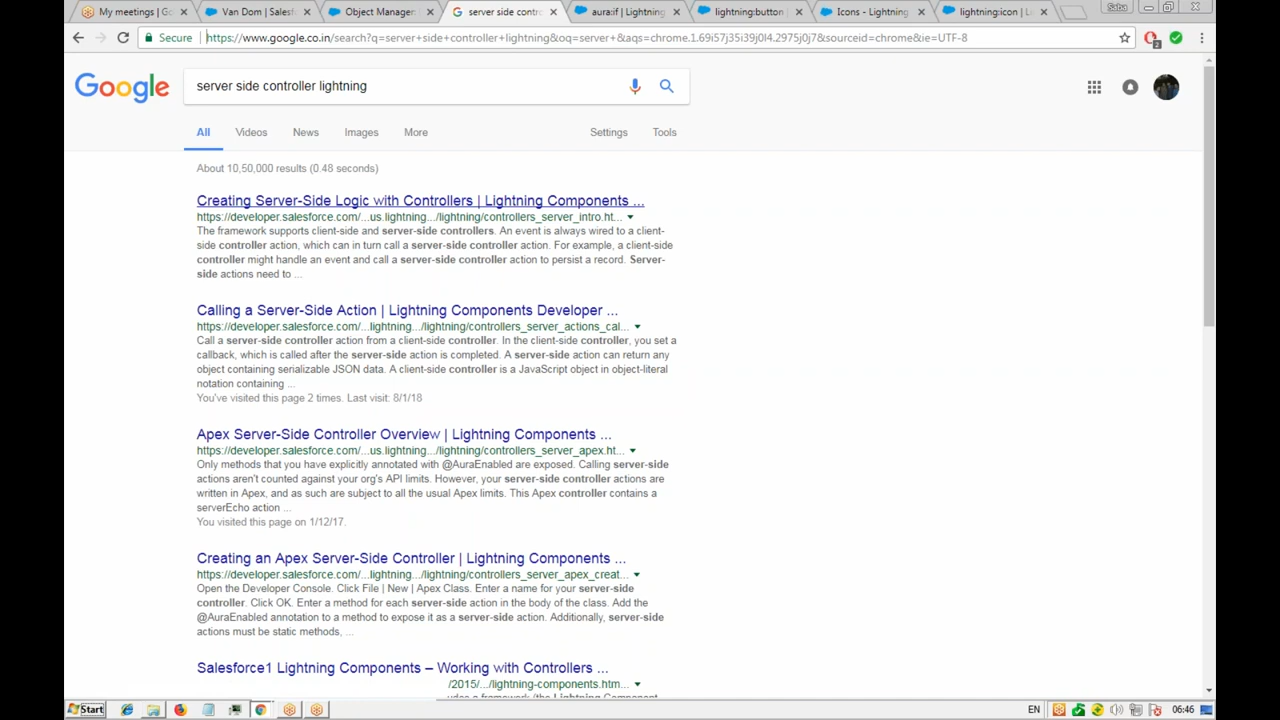 My meetings | G
Van Dom | Salesf
Object Manager
server side contro
aura:if | Lightning
lightning:button |
Icons - Lightning
lightning:icon | Li
Saba
Secure
https://www.google.co.in/search?q=server+side+controller+lightning&oq=server+&aqs=chrome.1.69i57j35i39j0l4.2975j0j7&sourceid=chrome&ie=UTF-8
2
Google
server side controller lightning
All Videos News Images More Settings Tools
About 10,50,000 results (0.48 seconds)
Creating Server-Side Logic with Controllers | Lightning Components ...
https://developer.salesforce.com/...us.lightning.../lightning/controllers_server_intro.ht...
The framework supports client-side and server-side controllers. An event is always wired to a client-
side controller action, which can in turn call a server-side controller action. For example, a client-side
controller might handle an event and call a server-side controller action to persist a record. Server-
side actions need to ...
Calling a Server-Side Action | Lightning Components Developer ...
https://developer.salesforce.com/...lightning.../lightning/controllers_server_actions_cal...
Call a server-side controller action from a client-side controller. In the client-side controller, you set a
callback, which is called after the server-side action is completed. A server-side action can return any
object containing serializable JSON data. A client-side controller is a JavaScript object in object-literal
notation containing ...
You've visited this page 2 times. Last visit: 8/1/18
Apex Server-Side Controller Overview | Lightning Components ...
https://developer.salesforce.com/...us.lightning.../lightning/controllers_server_apex.ht...
Only methods that you have explicitly annotated with @AuraEnabled are exposed. Calling server-side
actions aren't counted against your org's API limits. However, your server-side controller actions are
written in Apex, and as such are subject to all the usual Apex limits. This Apex controller contains a
serverEcho action ...
You visited this page on 1/12/17.
Creating an Apex Server-Side Controller | Lightning Components ...
https://developer.salesforce.com/...lightning.../lightning/controllers_server_apex_creat...
Open the Developer Console. Click File | New | Apex Class. Enter a name for your server-side
controller. Click OK. Enter a method for each server-side action in the body of the class. Add the
@AuraEnabled annotation to a method to expose it as a server-side action. Additionally, server-side
actions must be static methods, ...
Salesforce1 Lightning Components – Working with Controllers ...
/2015/.../lightning-components.htm...
Start
EN
06:46